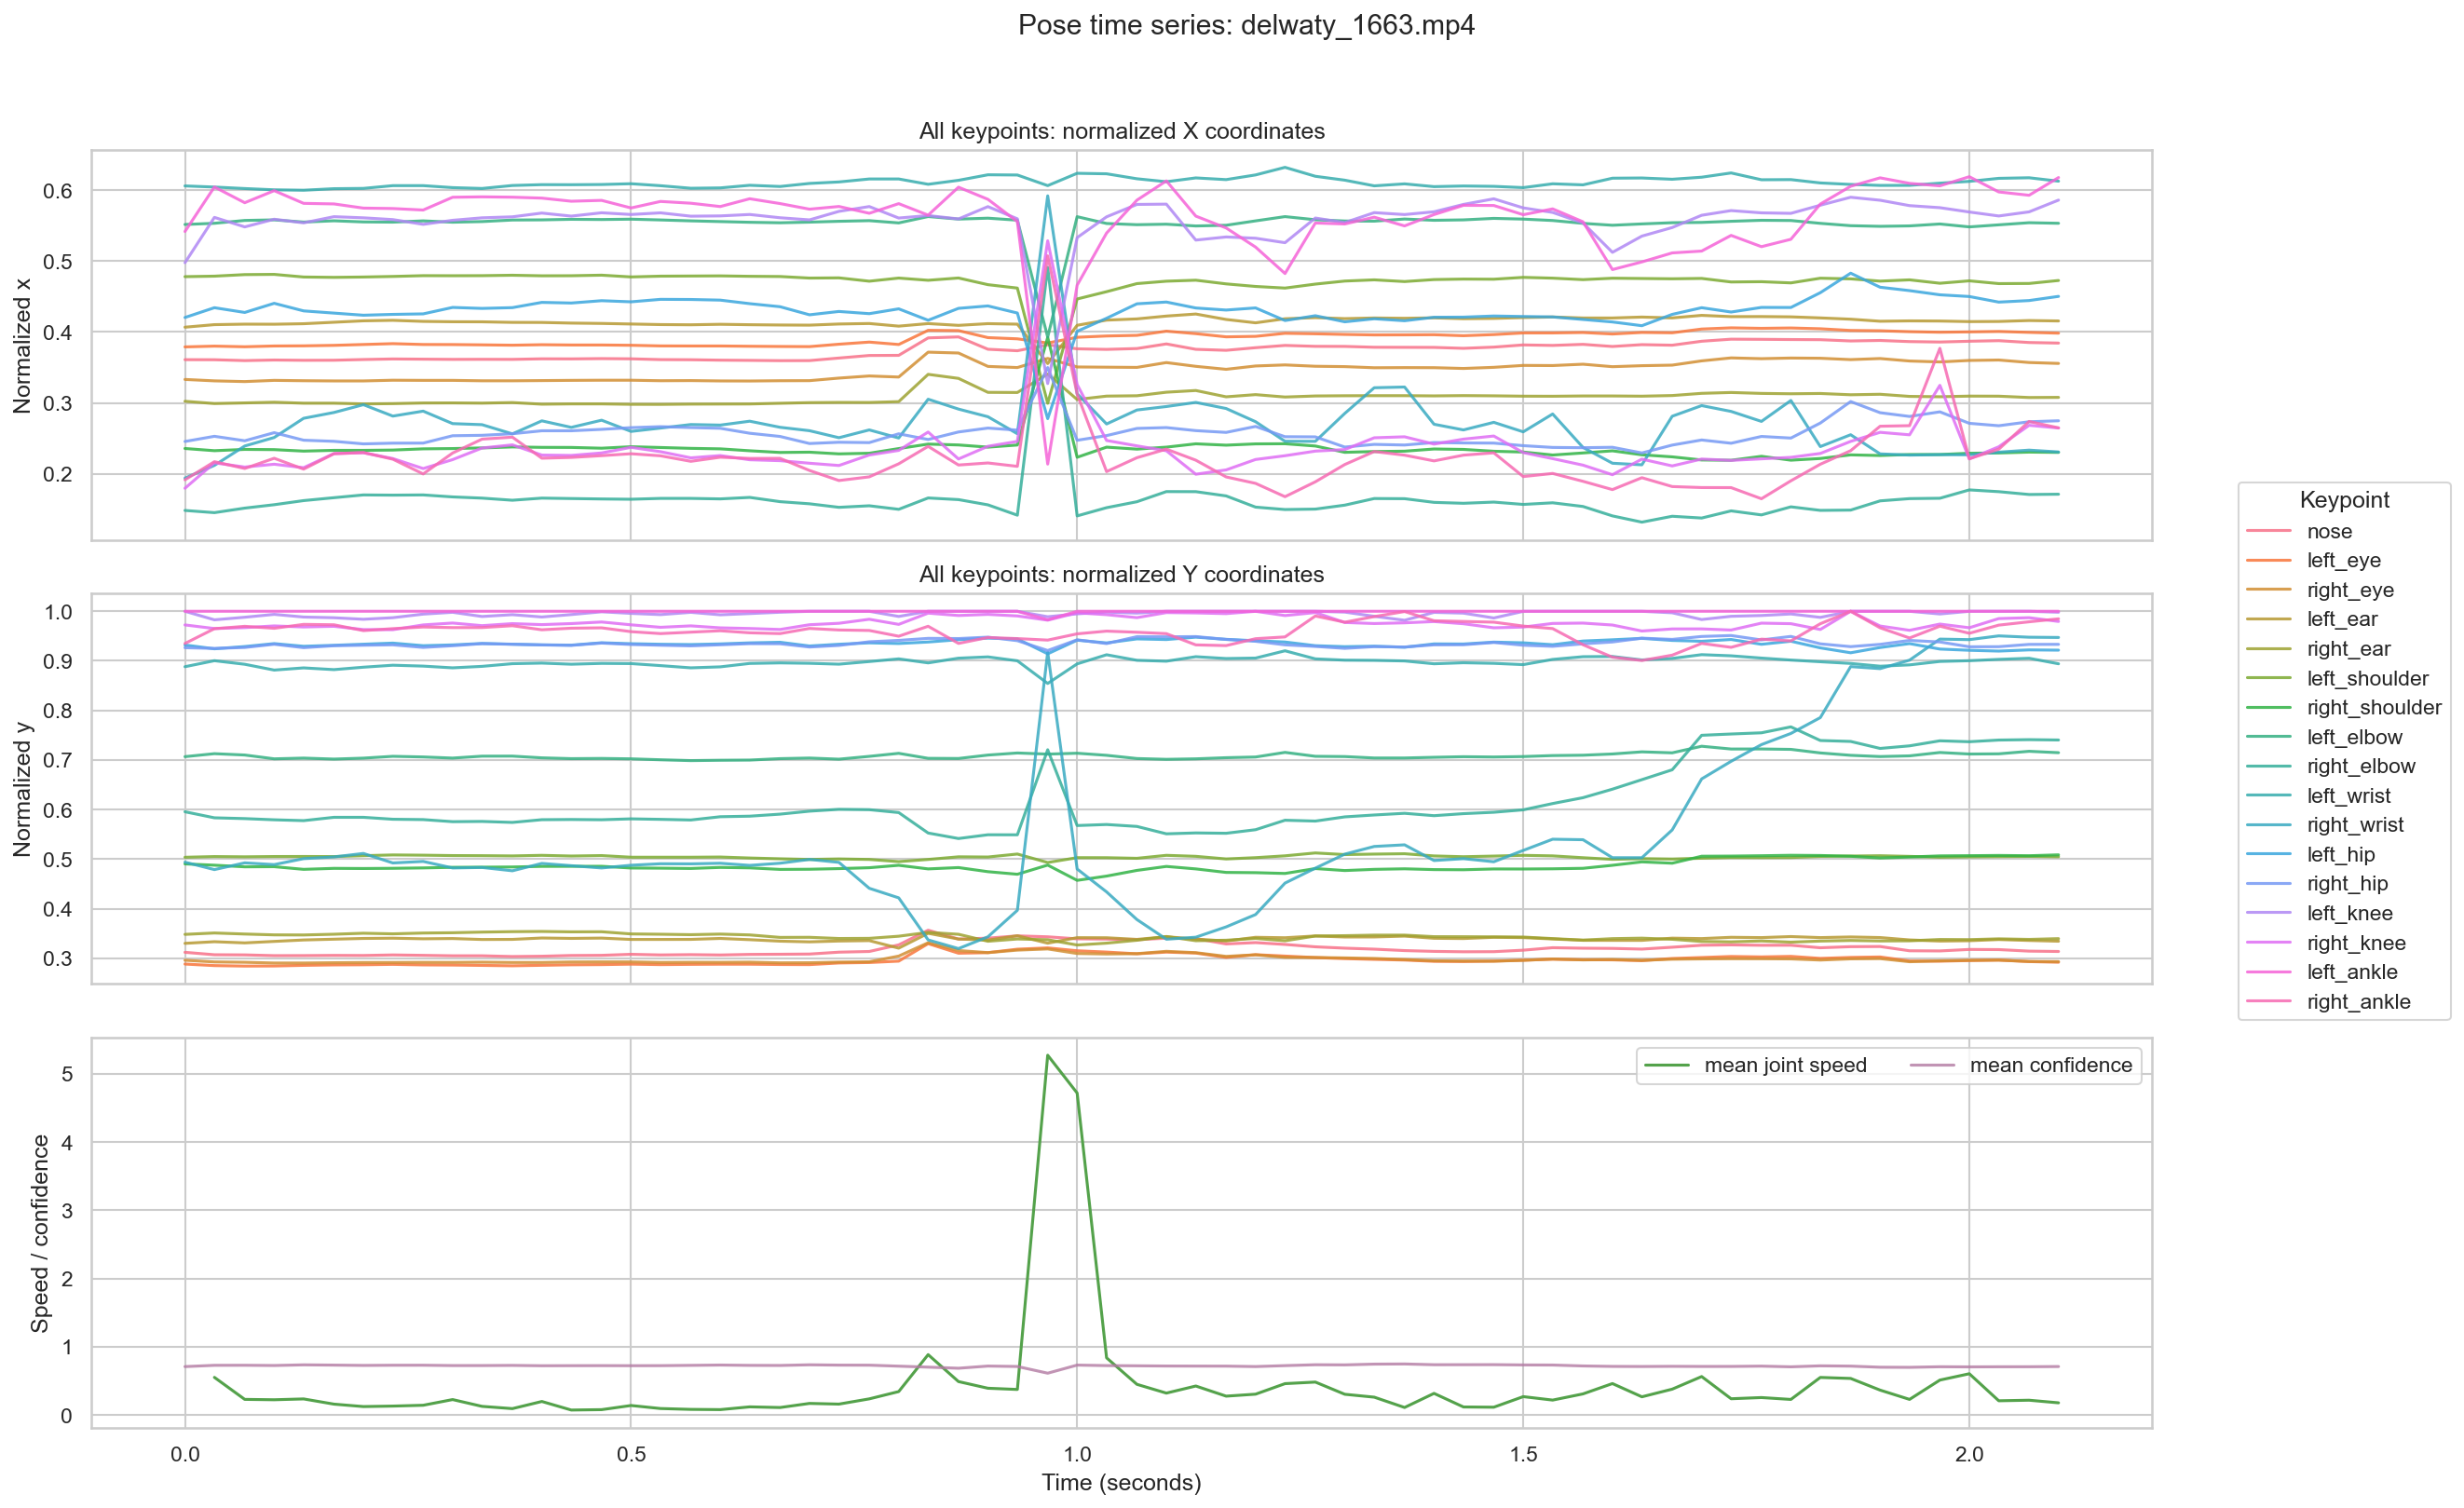 Pose time series: delwaty_1663.mp4
All keypoints: normalized X coordinates
Normalized x
0.6
0.5
0.4
0.3
0.2
All keypoints: normalized Y coordinates
Normalized y
1.0
0.9
0.8
0.7
0.6
0.5
0.4
0.3
Keypoint
nose
left_eye
right_eye
left_ear
right_ear
left_shoulder
right_shoulder
left_elbow
right_elbow
left_wrist
right_wrist
left_hip
right_hip
left_knee
right_knee
left_ankle
right_ankle
mean joint speed mean confidence
Speed / confidence
5
4
3
2
1
0
0.0 0.5 1.0 1.5 2.0
Time (seconds)